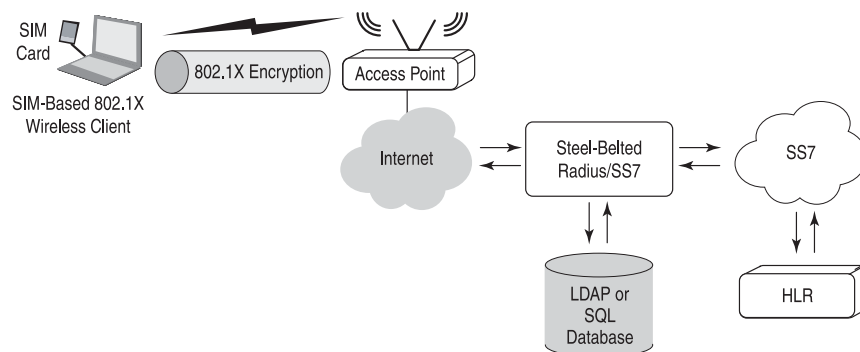 SIM
Card
SIM-Based 802.1X
Wireless Client
802.1X Encryption
Access Point
Internet
Steel-Belted
Radius/SS7
SS7
LDAP or
SQL
Database
HLR